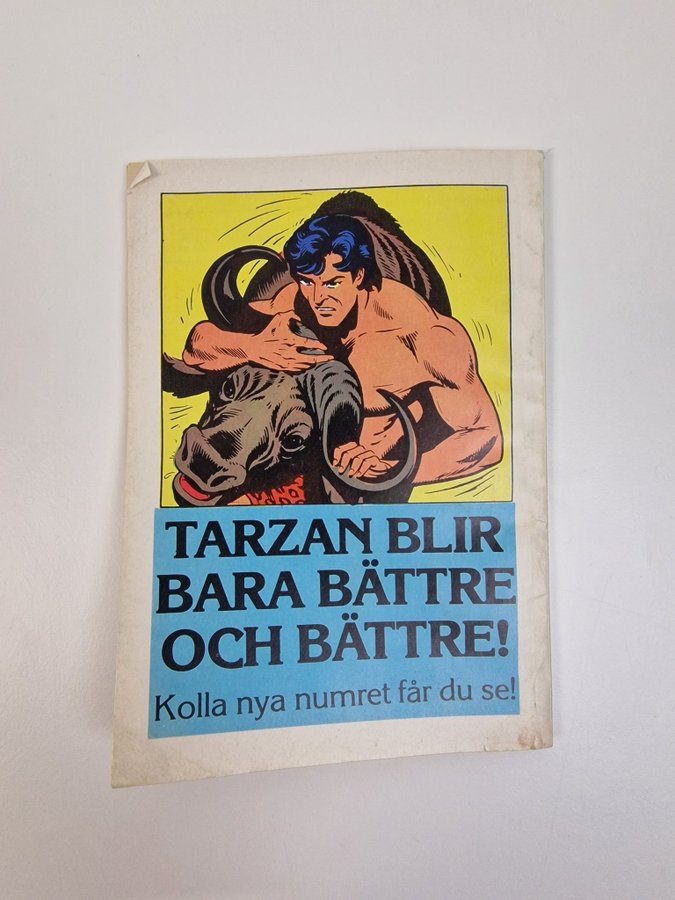 TARZAN BLIR
BARA BÄTTRE
OCH BÄTTRE!
Kolla nya numret får du se!